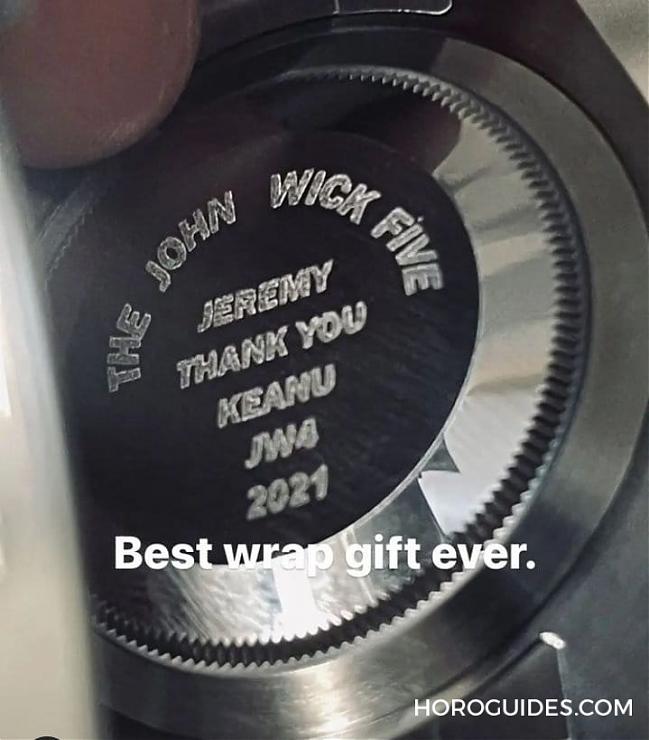 THE JOHN WICK FIVE
JEREMY
THANK YOU
KEANU
JW4
2021
Best wrap gift ever.
HOROGUIDES.COM